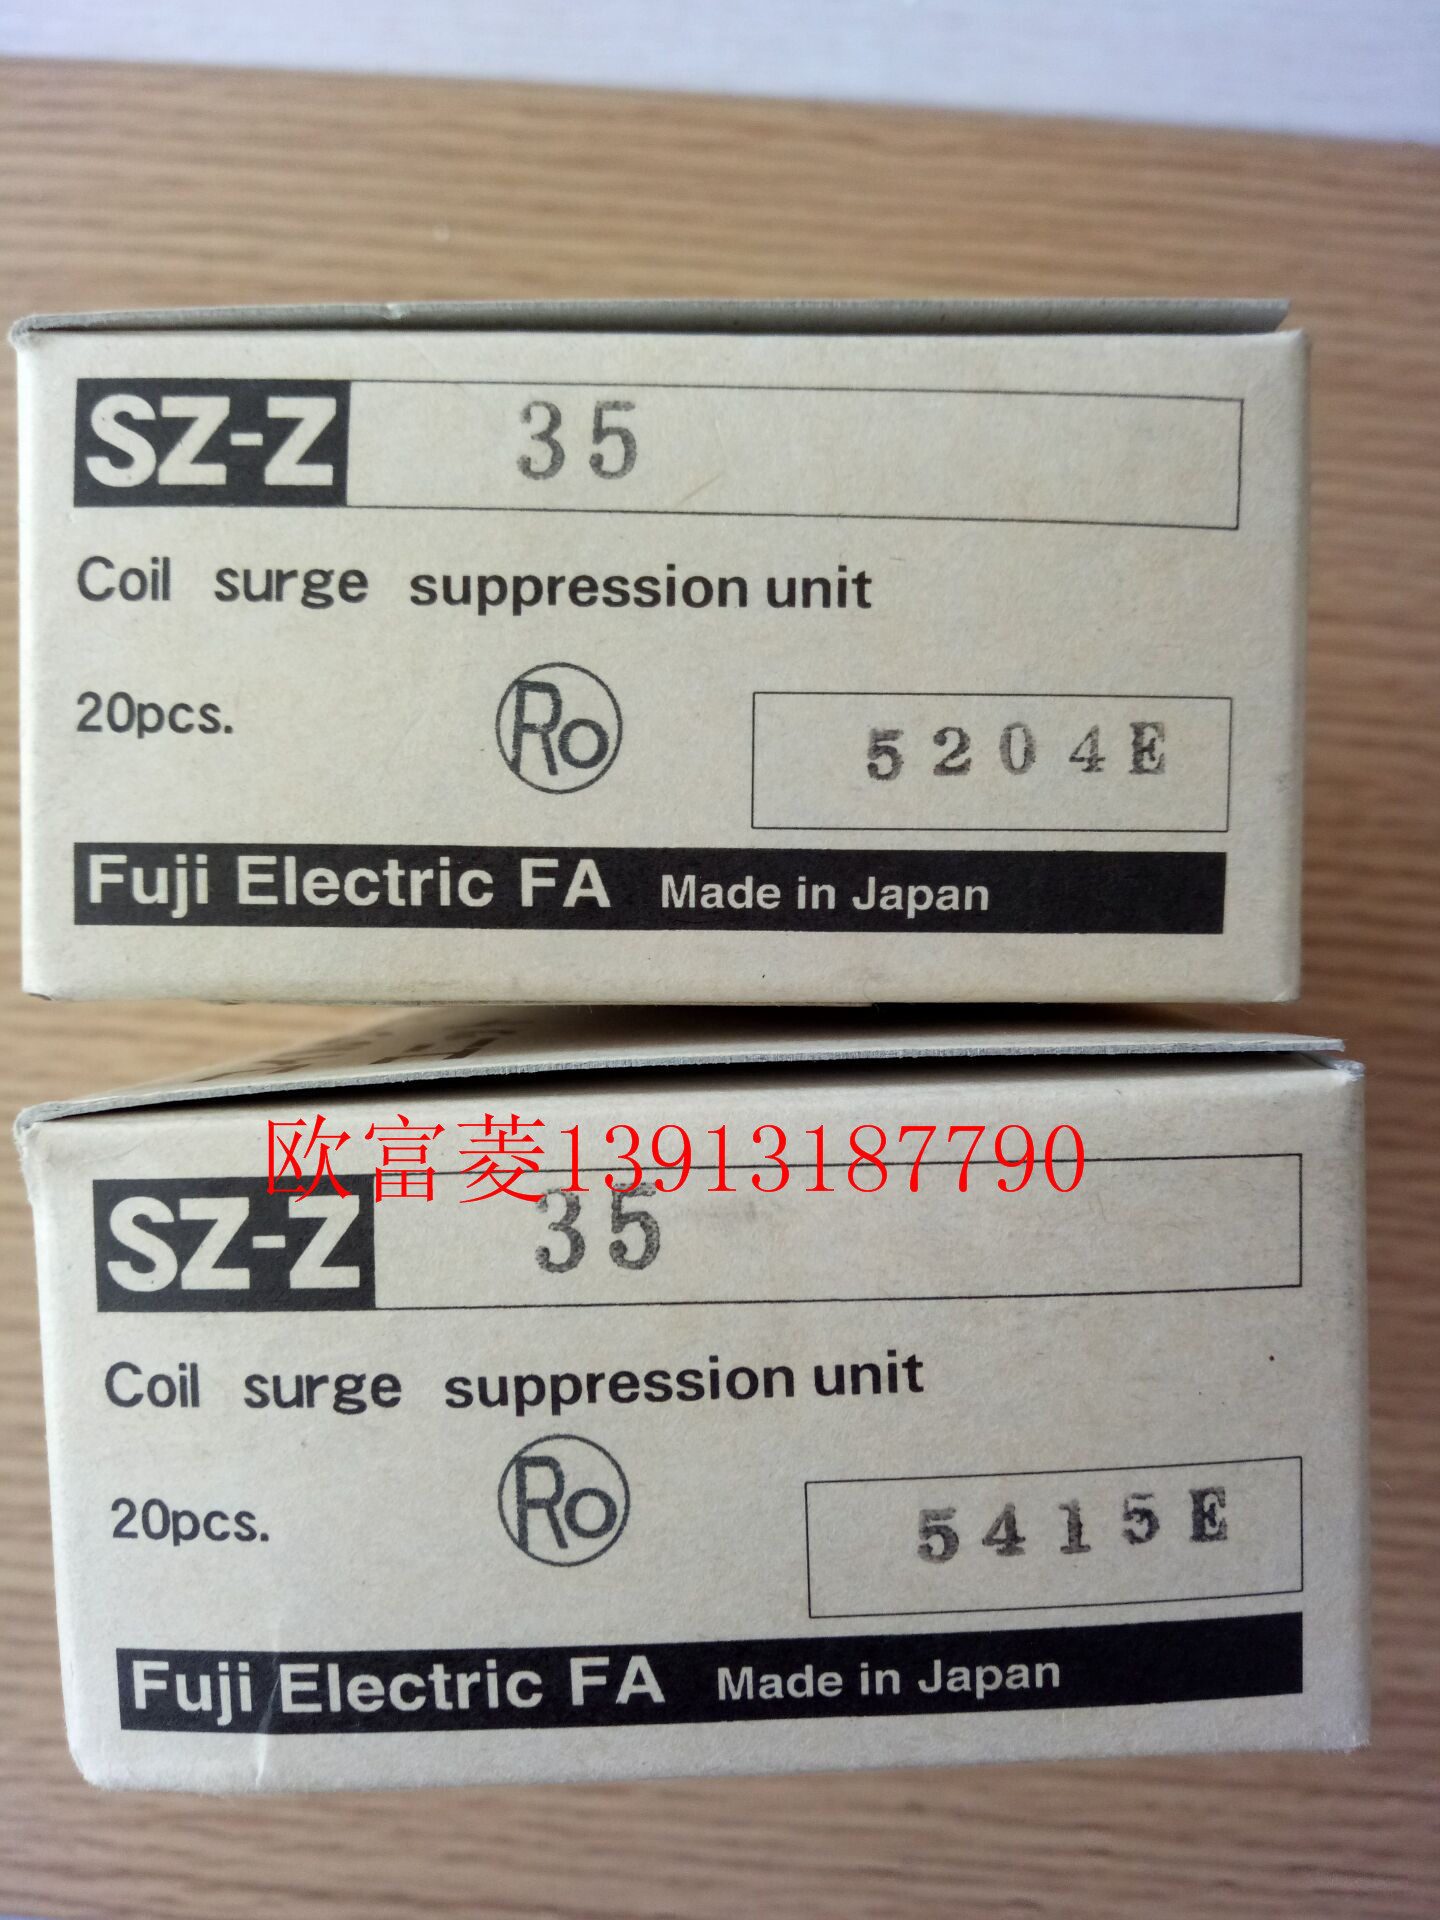 SZ-Z 35
Coil surge suppression unit
20pcs.
Ro
5204E
Fuji Electric FA Made in Japan
欧富菱13913187790
SZ-Z 35
Coil surge suppression unit
20pcs.
Ro
5415E
Fuji Electric FA Made in Japan